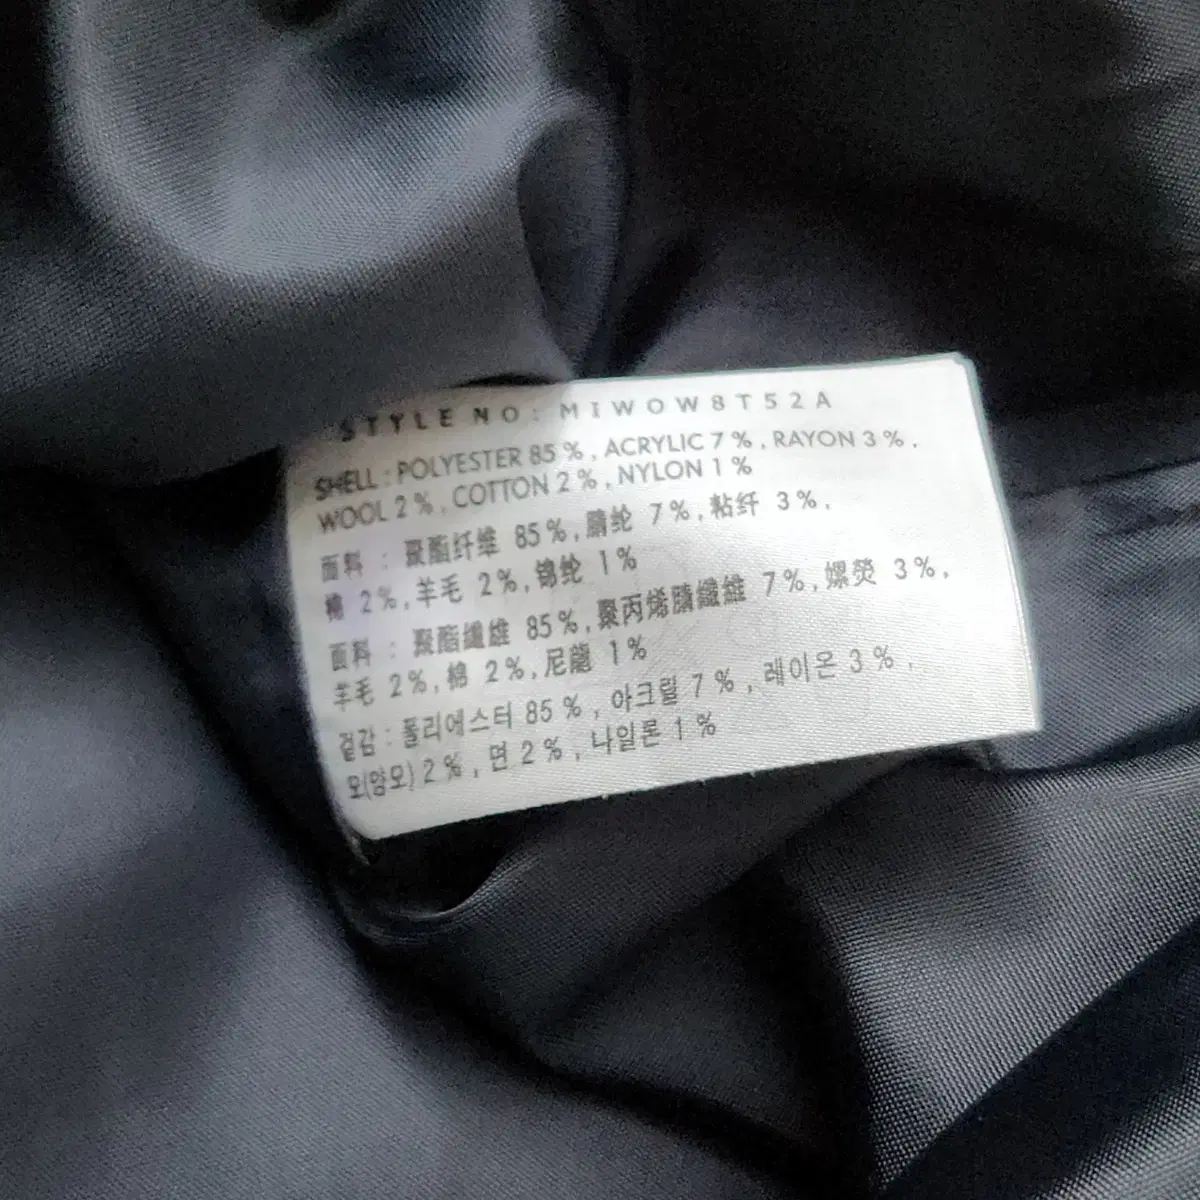 STYLE NO: MIWOW8T52A
SHELL : POLYESTER 85 % , ACRYLIC 7 % , RAYON 3 % ,
WOOL 2 % , COTTON 2 % , NYLON 1 %
面料 : 聚酯纤维 85 % , 腈纶 7 % , 粘纤 3 % ,
棉 2 % , 羊毛 2 % , 锦纶 1 %
面料 : 聚酯纖維 85 % , 聚丙烯腈纖維 7 % , 嫘熒 3 % ,
羊毛 2 % , 棉 2 % , 尼龍 1 %
겉감 : 폴리에스터 85 % , 아크릴 7 % , 레이온 3 % ,
모(양모) 2 % , 면 2 % , 나일론 1 %